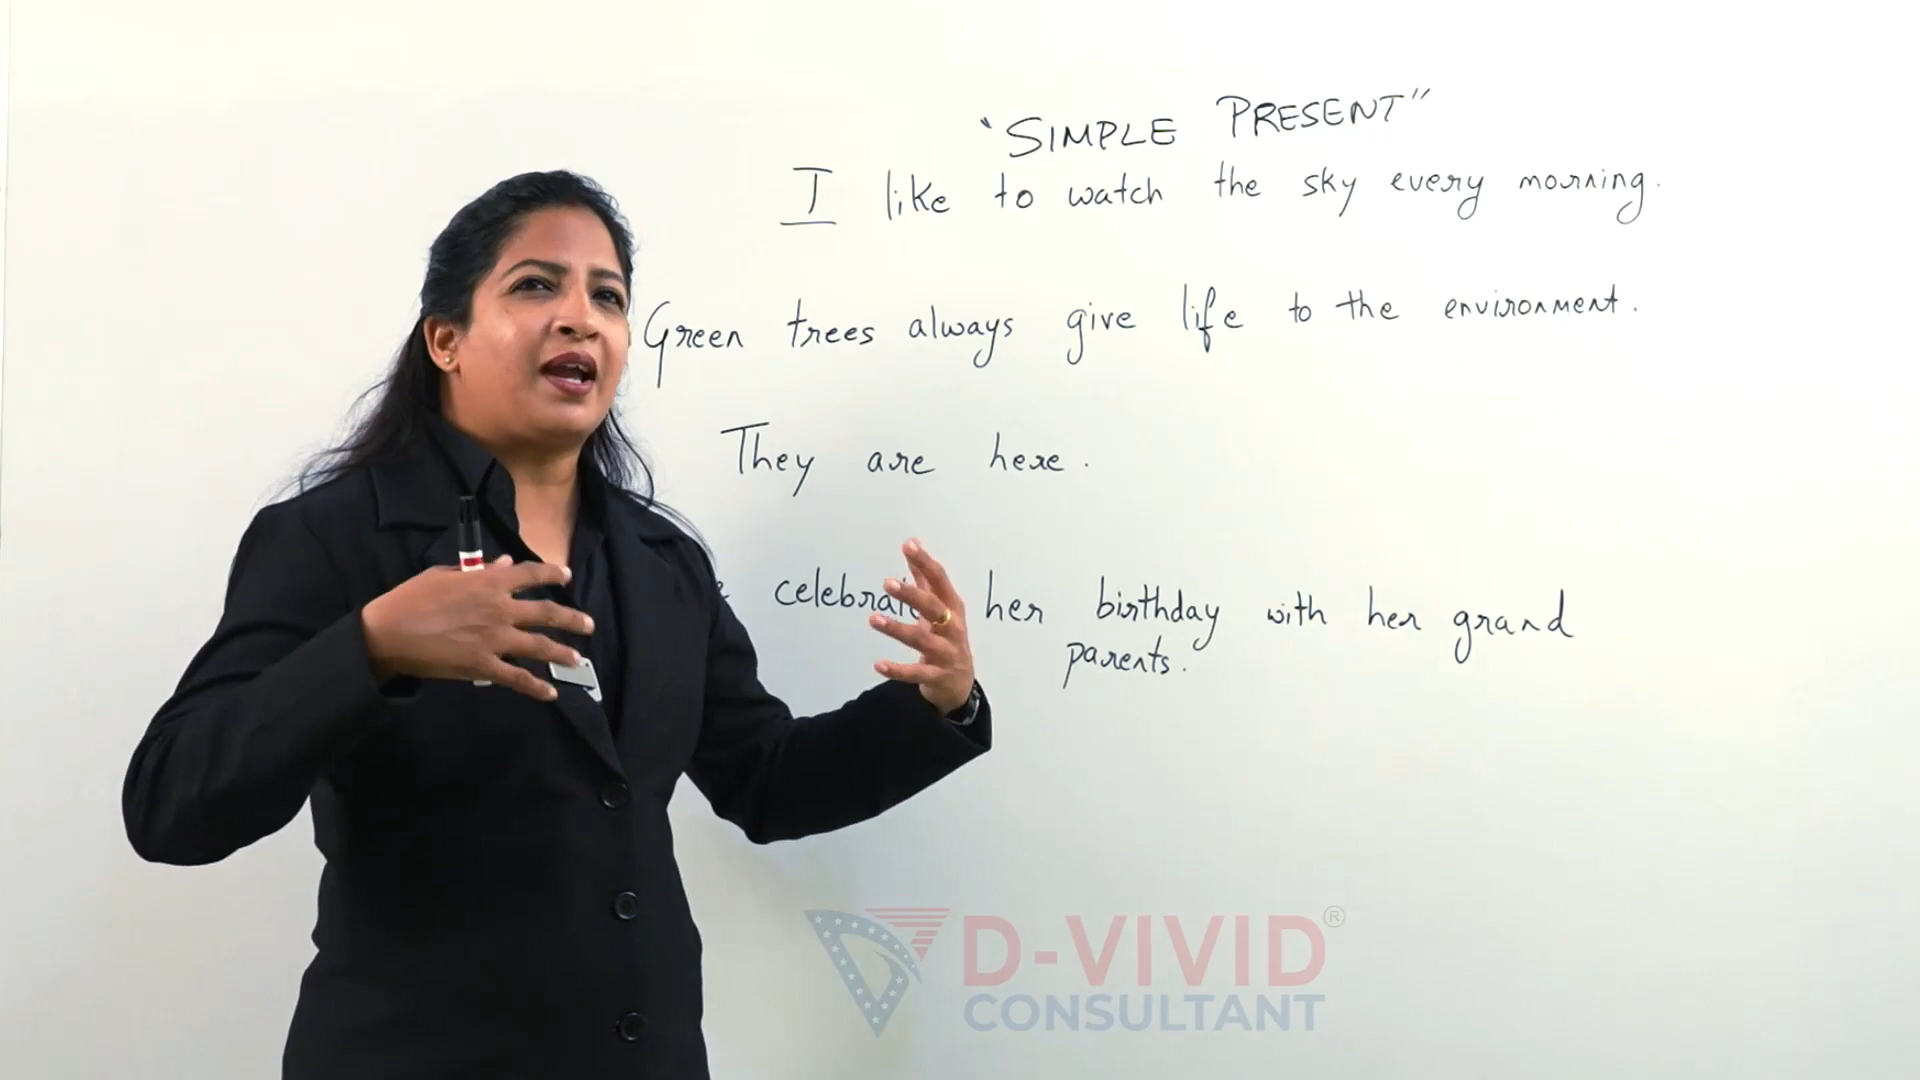 "SIMPLE PRESENT"
I like to watch the sky every morning.
Green trees always give life to the environment.
They are here.
her birthday with her grand
parents.
D-VIVID®
CONSULTANT